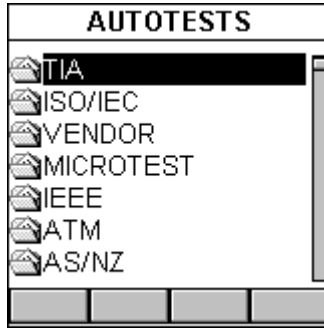 AUTOTESTS
TIA
ISO/IEC
VENDOR
MICROTEST
IEEE
ATM
AS/NZ